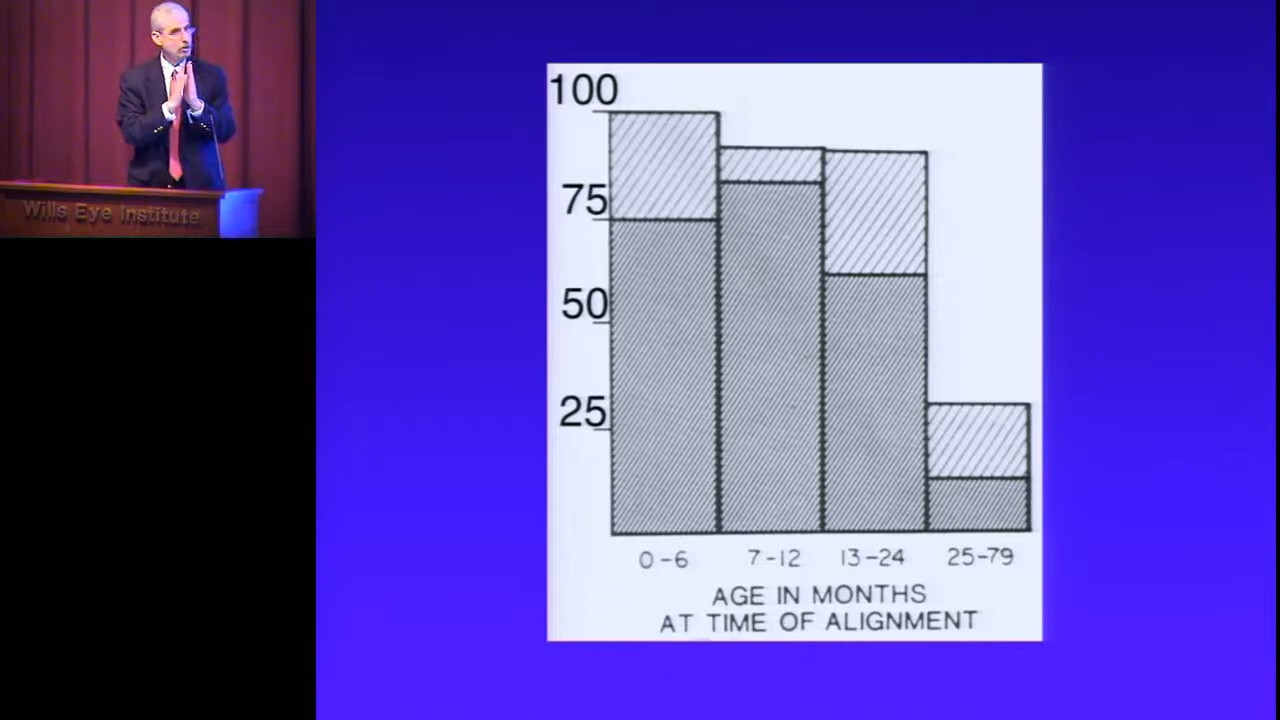 Wills Eye Institute
100
75
50
25
0-6 7-12 13-24 25-79
AGE IN MONTHS
AT TIME OF ALIGNMENT